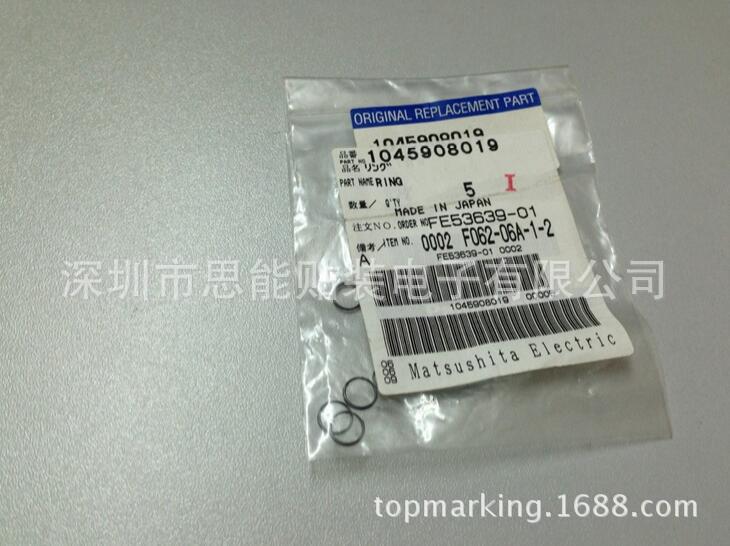 ORIGINAL REPLACEMENT PART
1045908019
品番 PART NO 1045908019
品名 リング
PART NAME RING
数量/Q'TY 5 I
MADE IN JAPAN
注文NO. ORDER NO FE53639-01
備考/ITEM NO. 0002 F062-06A-1-2
A FE53639-01 0002
深圳市思能贴装电子有限公司
1045908019
06
08
09
Matsushita Electric
topmarking.1688.com